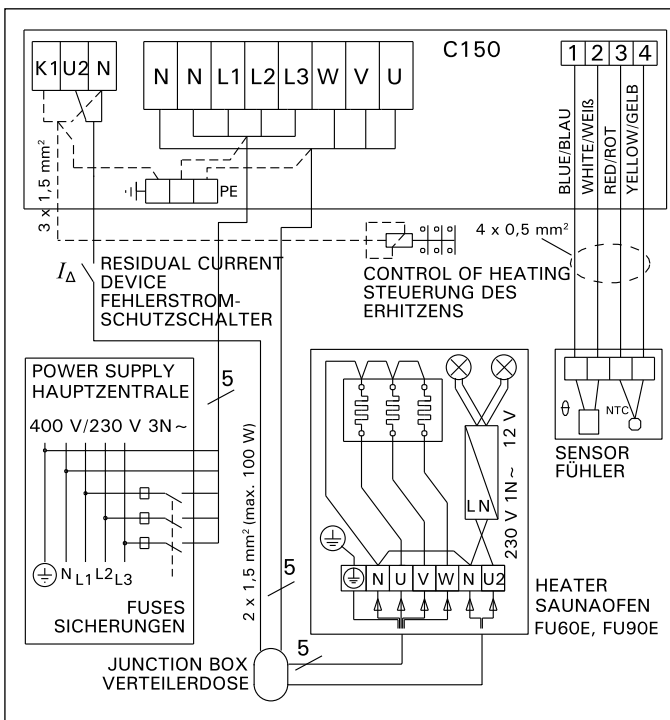 C150
K1 U2 N
N N L1 L2 L3 W V U
1 2 3 4
BLUE/BLAU
WHITE/WEIß
RED/ROT
YELLOW/GELB
PE
3 x 1,5 mm²
4 x 0,5 mm²
I∆
RESIDUAL CURRENT
DEVICE
FEHLERSTROM-
SCHUTZSCHALTER
CONTROL OF HEATING
STEUERUNG DES
ERHITZENS
POWER SUPPLY
HAUPTZENTRALE
400 V/230 V 3N~
N L1 L2 L3
FUSES
SICHERUNGEN
5
2 x 1,5 mm² (max. 100 W)
5
12 V
L N
230 V 1N~
N U V W N U2
θ
NTC
SENSOR
FÜHLER
HEATER
SAUNAOFEN
FU60E, FU90E
5
JUNCTION BOX
VERTEILERDOSE